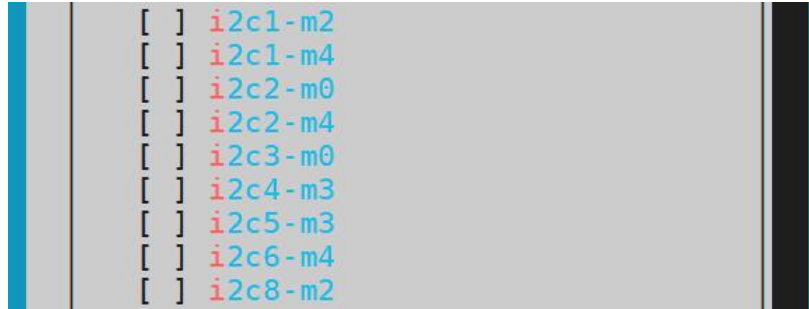 [ ] i2c1-m2
[ ] i2c1-m4
[ ] i2c2-m0
[ ] i2c2-m4
[ ] i2c3-m0
[ ] i2c4-m3
[ ] i2c5-m3
[ ] i2c6-m4
[ ] i2c8-m2